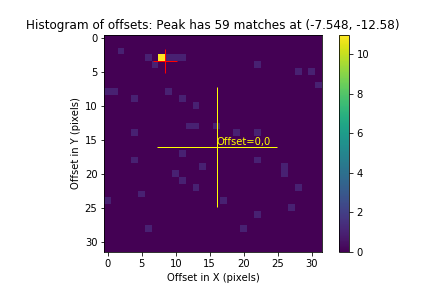 Histogram of offsets: Peak has 59 matches at (-7.548, -12.58)
0
5
10
15
20
25
30
Offset in Y (pixels)
Offset=0,0
0 5 10 15 20 25 30
Offset in X (pixels)
10
8
6
4
2
0